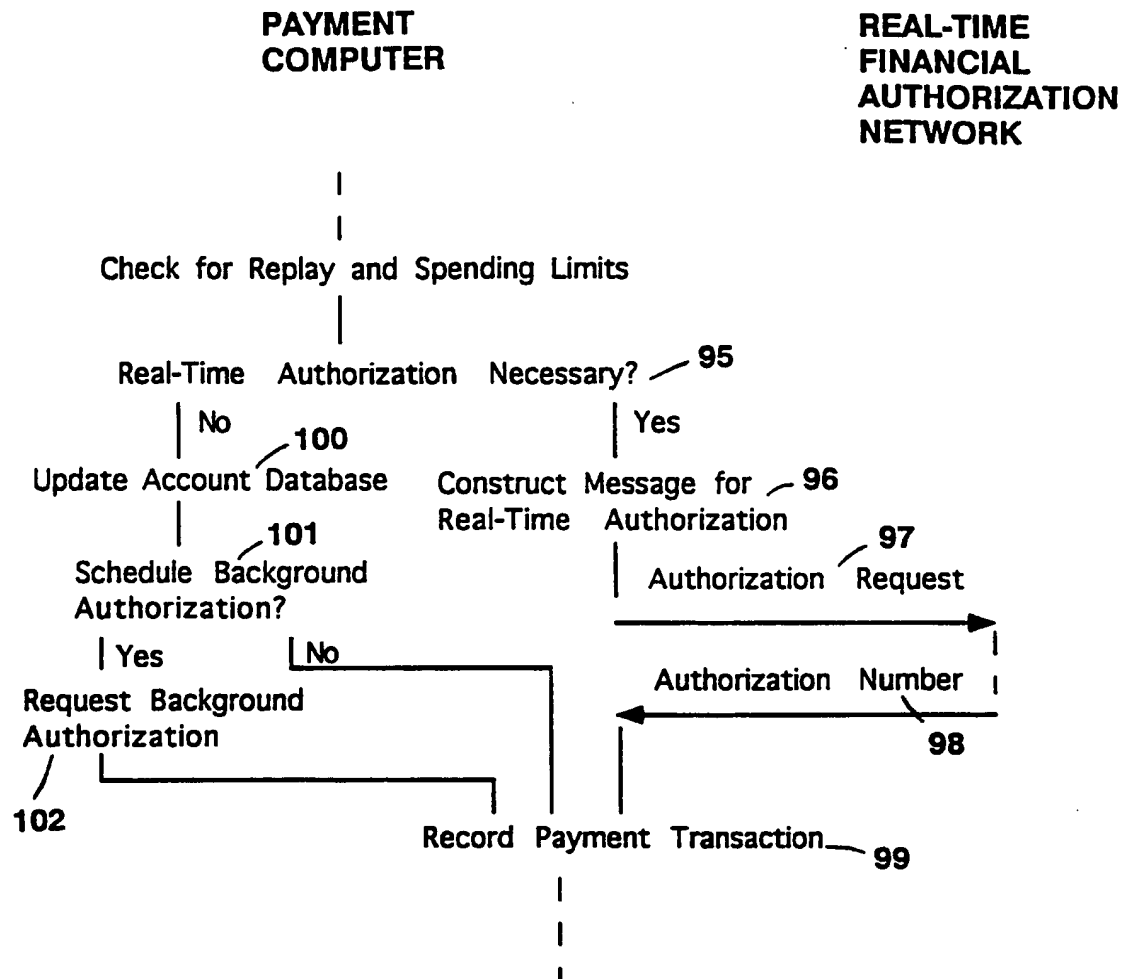 PAYMENT
COMPUTER
REAL-TIME
FINANCIAL
AUTHORIZATION
NETWORK
Check for Replay and Spending Limits
Real-Time Authorization Necessary?
95
No
Yes
100
Update Account Database
Construct Message for
Real-Time Authorization
96
101
Schedule Background
Authorization?
97
Authorization Request
Yes
No
Authorization Number
98
Request Background
Authorization
102
Record Payment Transaction
99